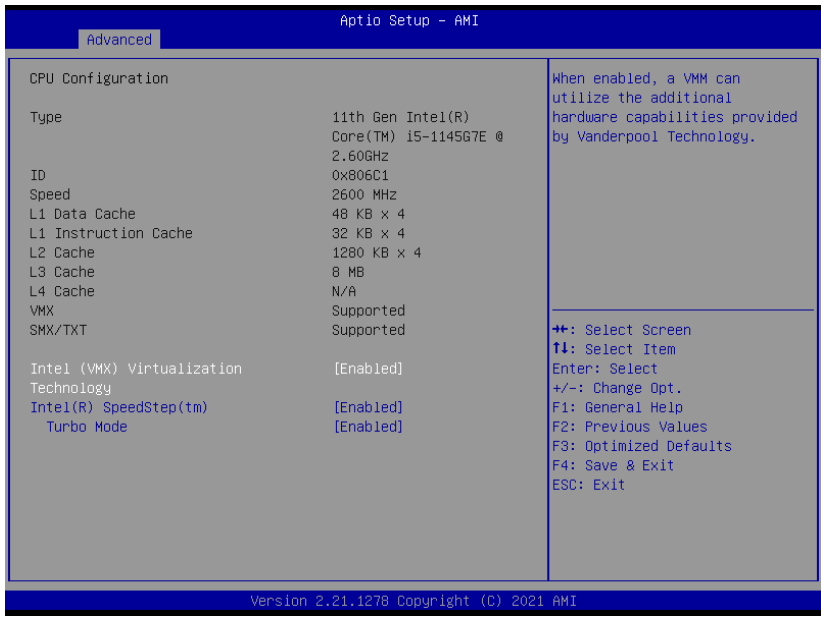 Aptio Setup – AMI
Advanced
CPU Configuration
Type 11th Gen Intel(R)
Core(TM) i5-1145G7E @
2.60GHz
ID 0x806C1
Speed 2600 MHz
L1 Data Cache 48 KB x 4
L1 Instruction Cache 32 KB x 4
L2 Cache 1280 KB x 4
L3 Cache 8 MB
L4 Cache N/A
VMX Supported
SMX/TXT Supported
Intel (VMX) Virtualization [Enabled]
Technology
Intel(R) SpeedStep(tm) [Enabled]
Turbo Mode [Enabled]
When enabled, a VMM can
utilize the additional
hardware capabilities provided
by Vanderpool Technology.
→←: Select Screen
↑↓: Select Item
Enter: Select
+/-: Change Opt.
F1: General Help
F2: Previous Values
F3: Optimized Defaults
F4: Save & Exit
ESC: Exit
Version 2.21.1278 Copyright (C) 2021 AMI